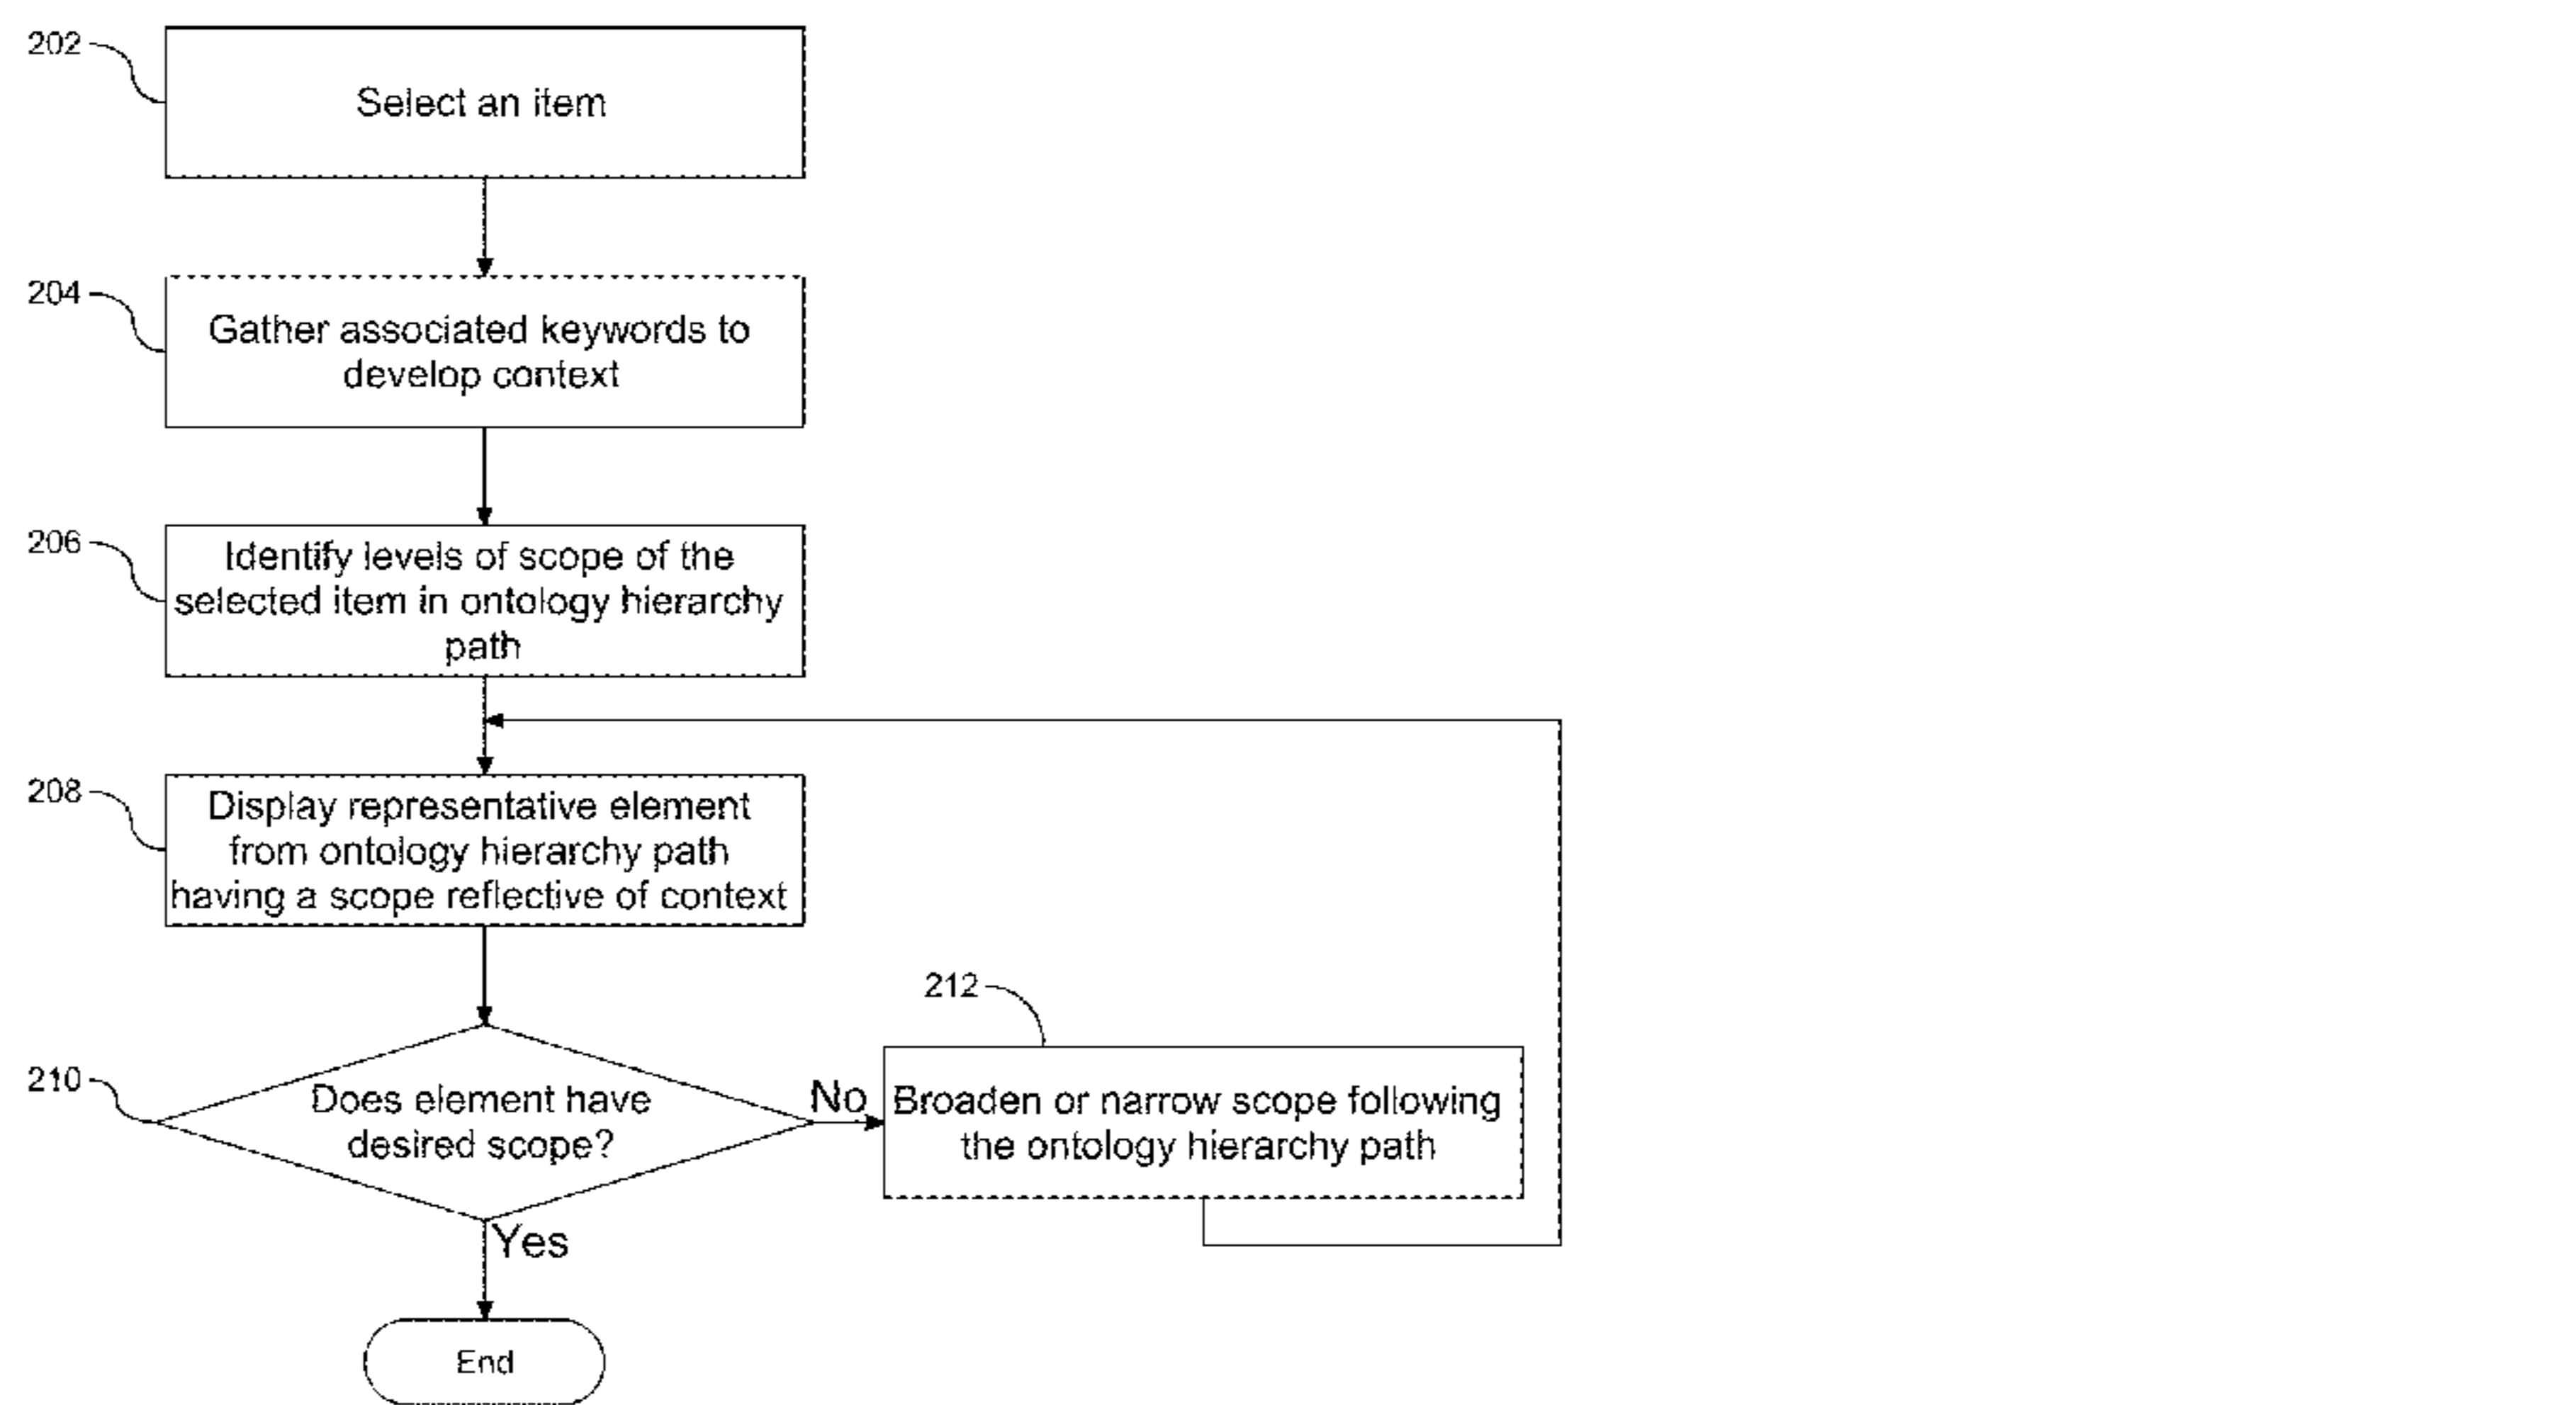 202
Select an item
204
Gather associated keywords to
develop context
206
Identify levels of scope of the
selected item in ontology hierarchy
path
208
Display representative element
from ontology hierarchy path
having a scope reflective of context
212
210
Does element have
desired scope?
No
Broaden or narrow scope following
the ontology hierarchy path
Yes
End